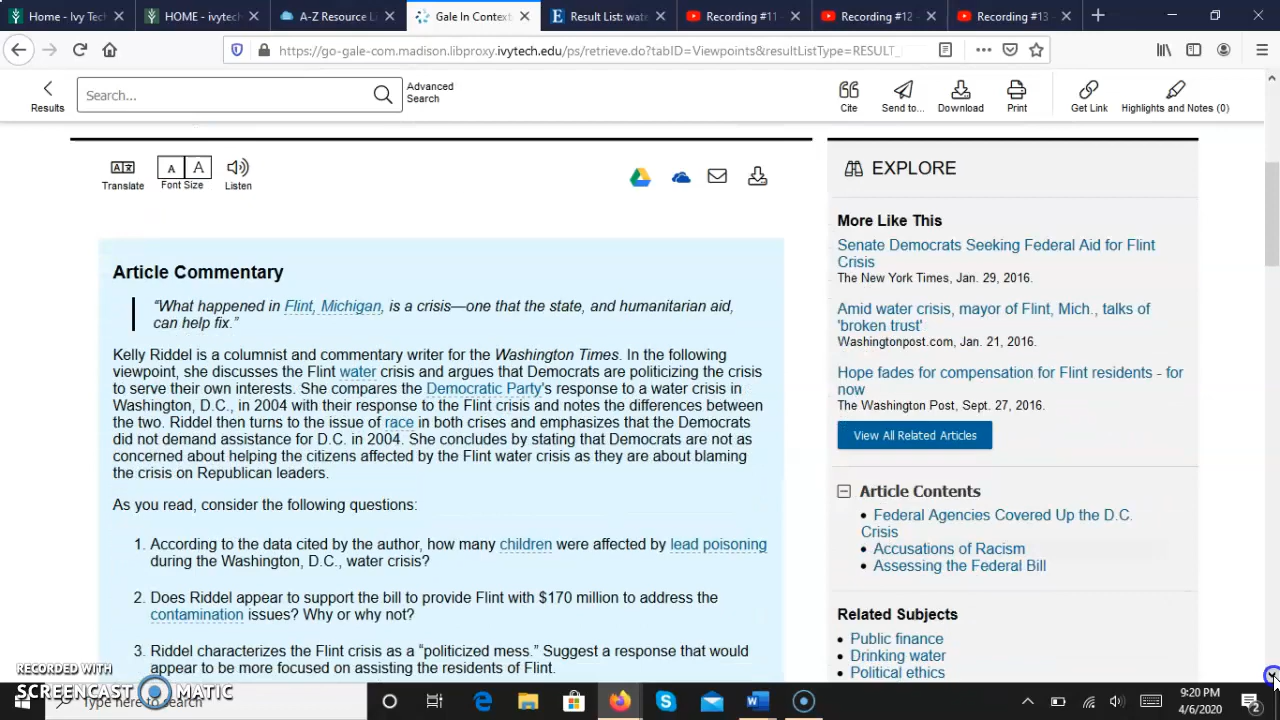 Home - Ivy Tech
HOME - ivytech
A-Z Resource L
Gale In Context
Result List: wate
Recording #11 -
Recording #12 -
Recording #13 -
https://go-gale-com.madison.libproxy.ivytech.edu/ps/retrieve.do?tabID=Viewpoints&resultListType=RESULT_
Results
Search...
Advanced
Search
Cite
Send to...
Download
Print
Get Link
Highlights and Notes (0)
Translate
A A
Font Size
Listen
Article Commentary
“What happened in Flint, Michigan, is a crisis—one that the state, and humanitarian aid,
can help fix.”
Kelly Riddel is a columnist and commentary writer for the Washington Times. In the following
viewpoint, she discusses the Flint water crisis and argues that Democrats are politicizing the crisis
to serve their own interests. She compares the Democratic Party's response to a water crisis in
Washington, D.C., in 2004 with their response to the Flint crisis and notes the differences between
the two. Riddel then turns to the issue of race in both crises and emphasizes that the Democrats
did not demand assistance for D.C. in 2004. She concludes by stating that Democrats are not as
concerned about helping the citizens affected by the Flint water crisis as they are about blaming
the crisis on Republican leaders.
As you read, consider the following questions:
1. According to the data cited by the author, how many children were affected by lead poisoning
during the Washington, D.C., water crisis?
2. Does Riddel appear to support the bill to provide Flint with $170 million to address the
contamination issues? Why or why not?
3. Riddel characterizes the Flint crisis as a “politicized mess.” Suggest a response that would
appear to be more focused on assisting the residents of Flint.
EXPLORE
More Like This
Senate Democrats Seeking Federal Aid for Flint
Crisis
The New York Times, Jan. 29, 2016.
Amid water crisis, mayor of Flint, Mich., talks of
'broken trust'
Washingtonpost.com, Jan. 21, 2016.
Hope fades for compensation for Flint residents - for
now
The Washington Post, Sept. 27, 2016.
View All Related Articles
Article Contents
• Federal Agencies Covered Up the D.C.
Crisis
• Accusations of Racism
• Assessing the Federal Bill
Related Subjects
• Public finance
• Drinking water
• Political ethics
RECORDED WITH
SCREENCAST MATIC
Type here to search
9:20 PM
4/6/2020
2